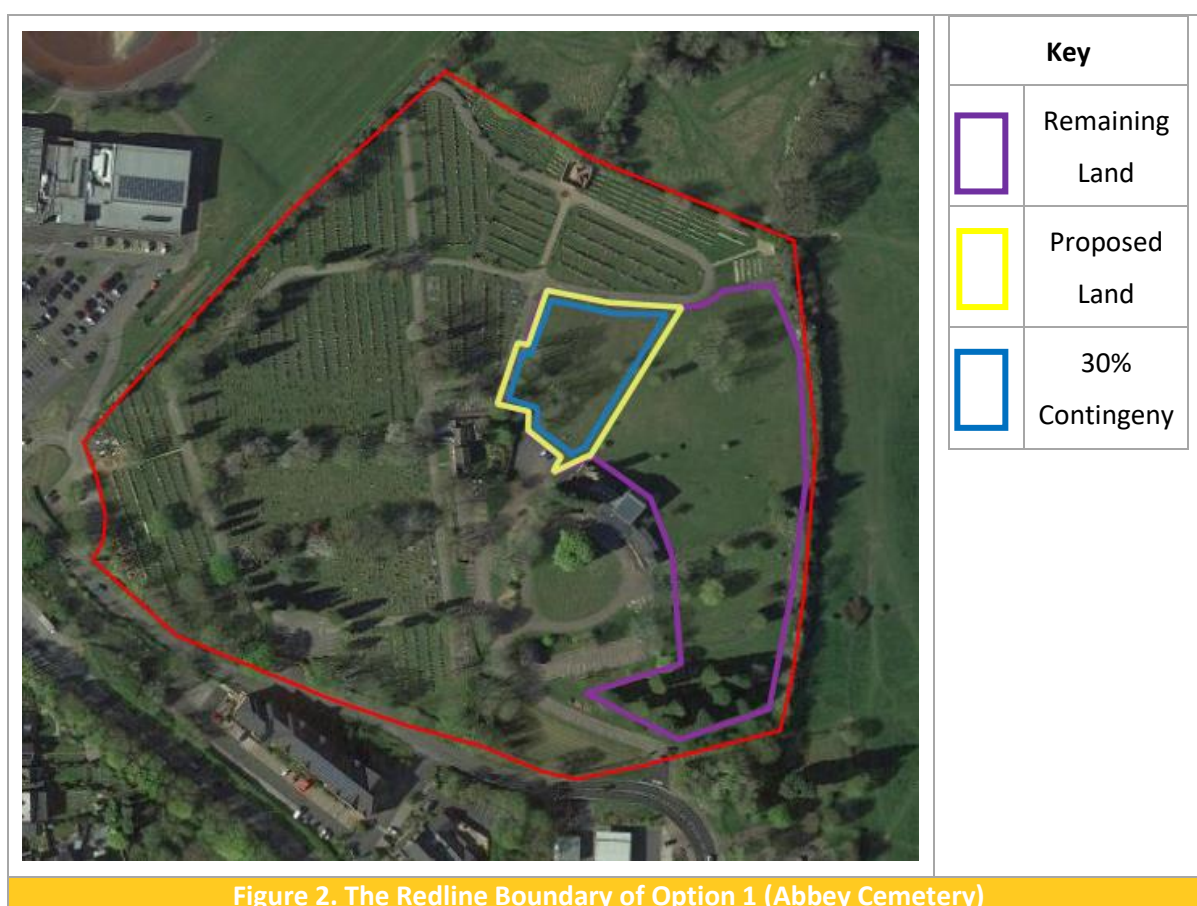 Key
Remaining
Land
Proposed
Land
30%
Contingeny
Figure 2. The Redline Boundary of Option 1 (Abbey Cemetery)